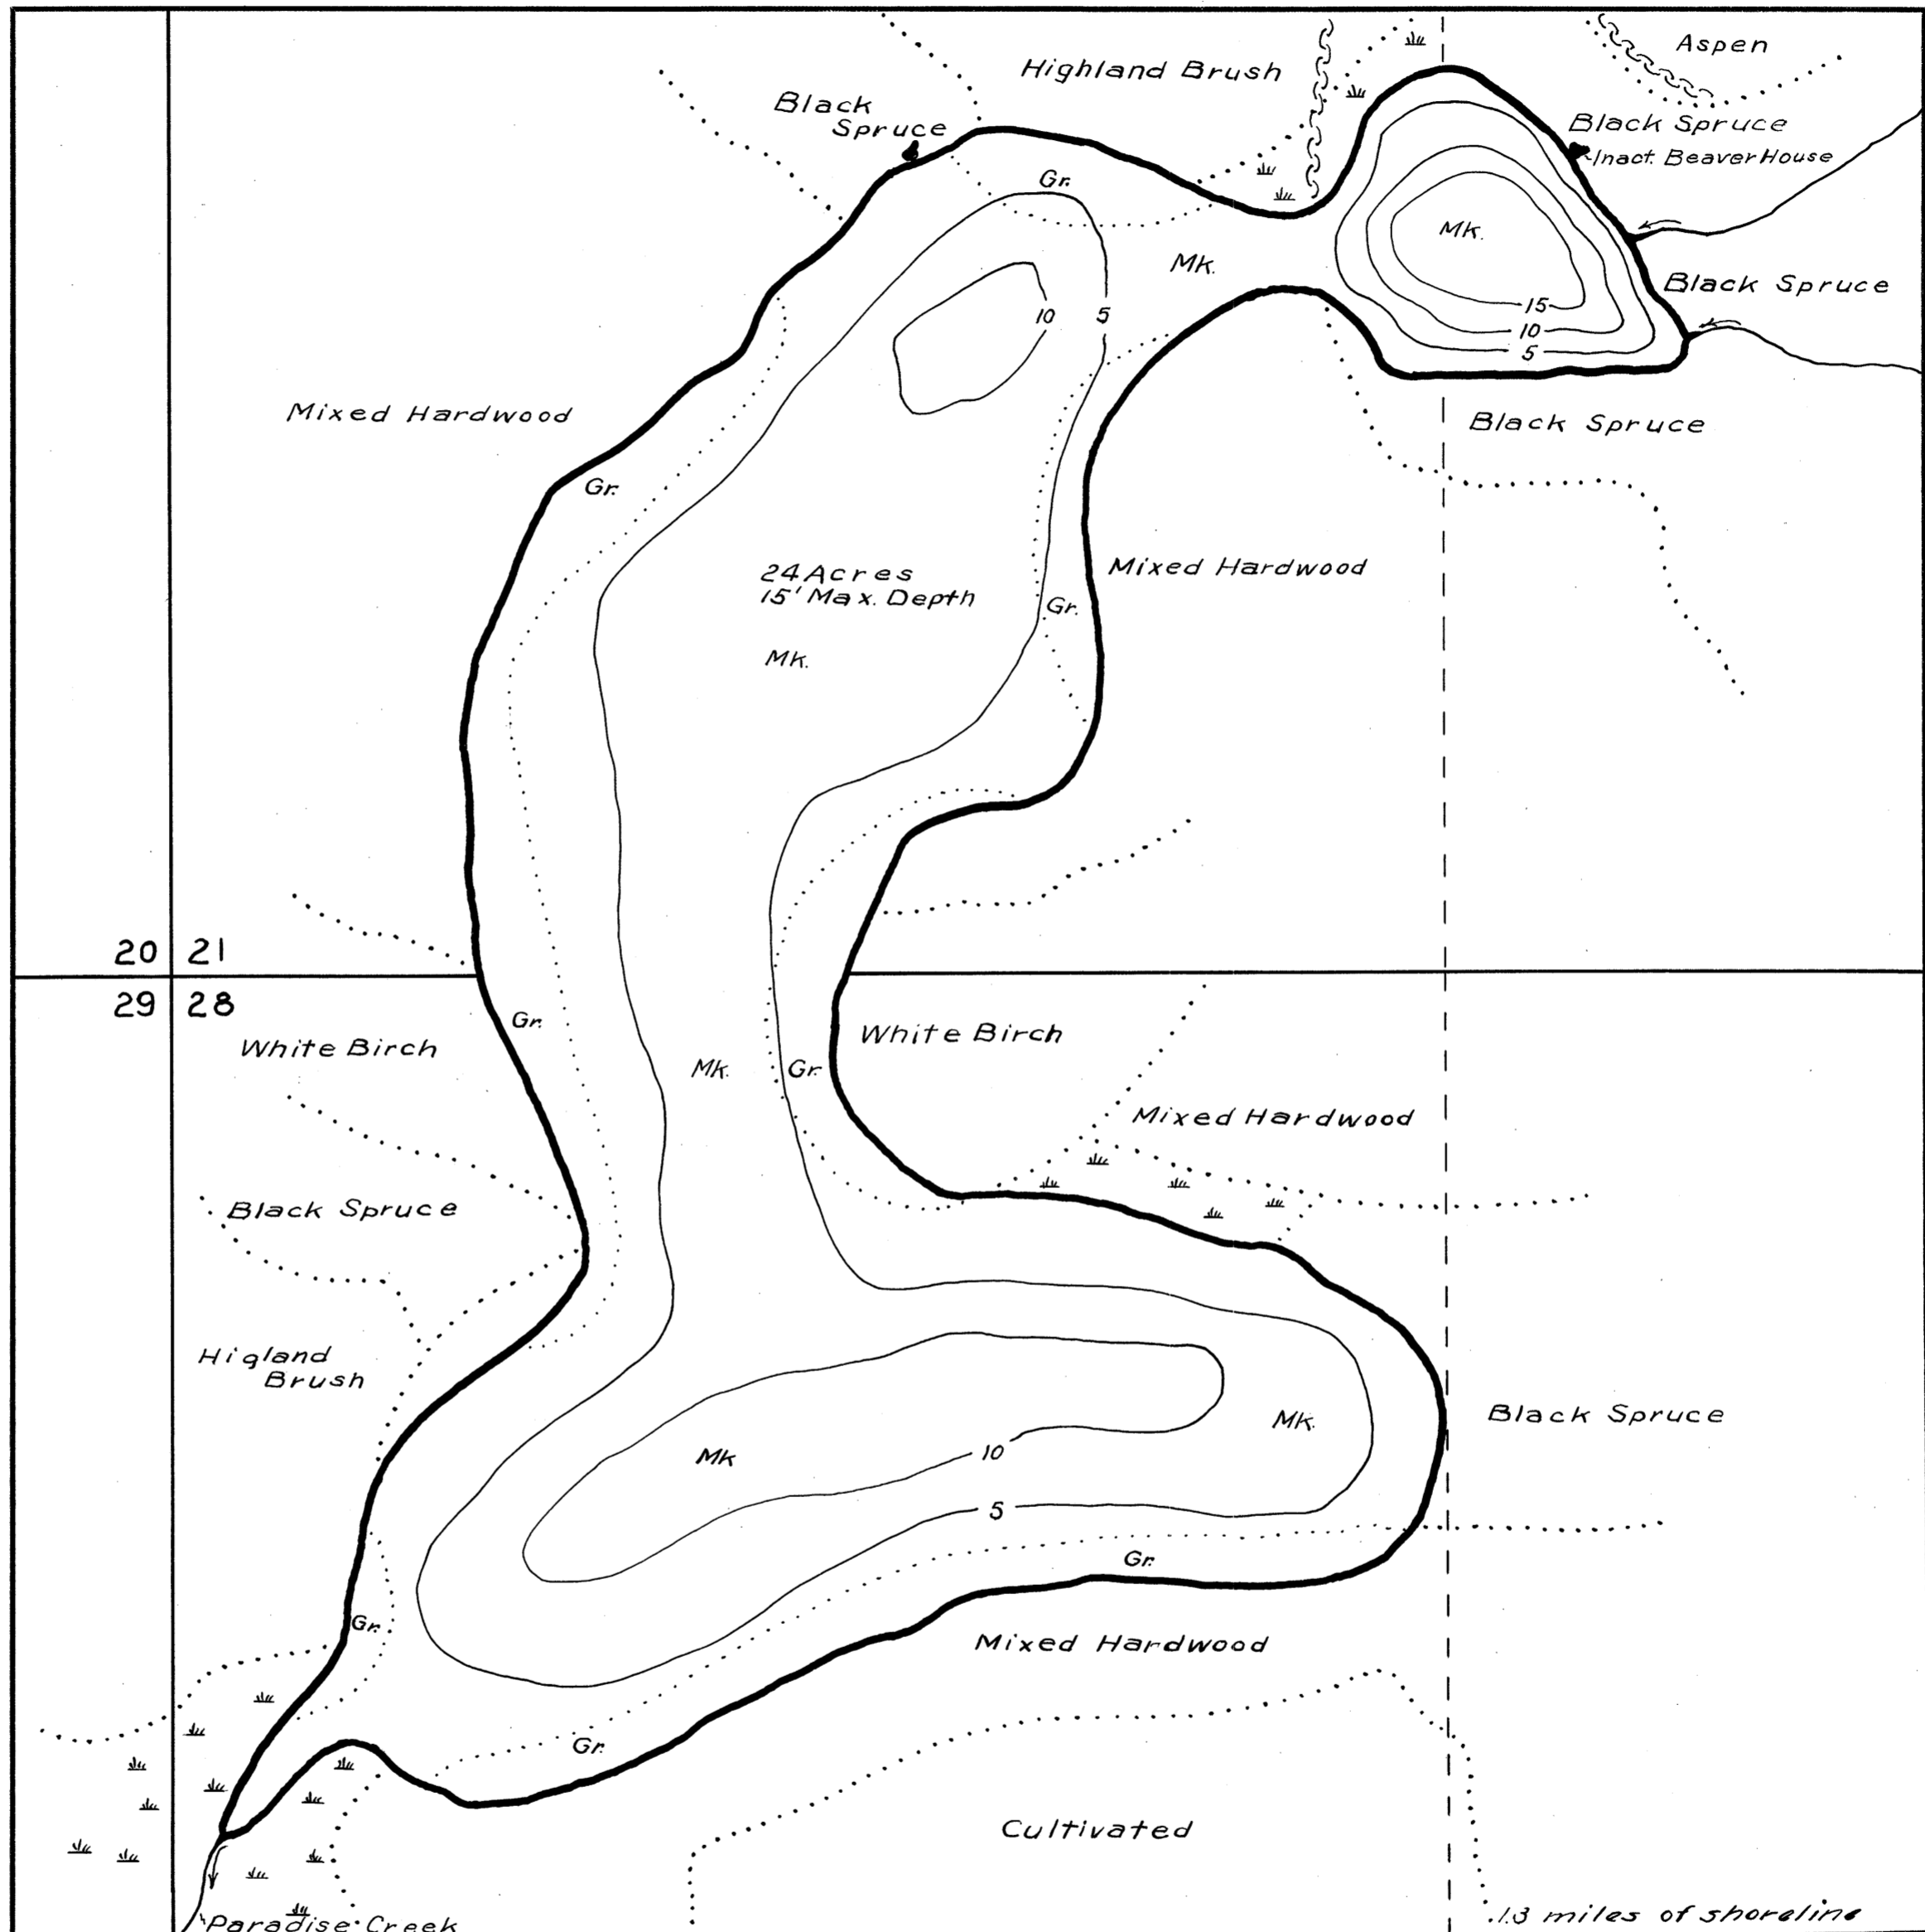 Aspen
Highland Brush
Black
Spruce
Black Spruce
Inact. Beaver House
Gr.
Mk.
Mk.
Black Spruce
15
10
5
10
5
Mixed Hardwood
Black Spruce
Gr.
Mixed Hardwood
24 Acres
15' Max. Depth
Gr.
Mk.
20 21
29 28
Gr.
White Birch
White Birch
Mk.
Gr.
Mixed Hardwood
Black Spruce
Higland
Brush
Mk.
Black Spruce
Mk
10
5
Gr.
Gr.
Mixed Hardwood
Gr.
Cultivated
Paradise Creek
1.3 miles of shoreline